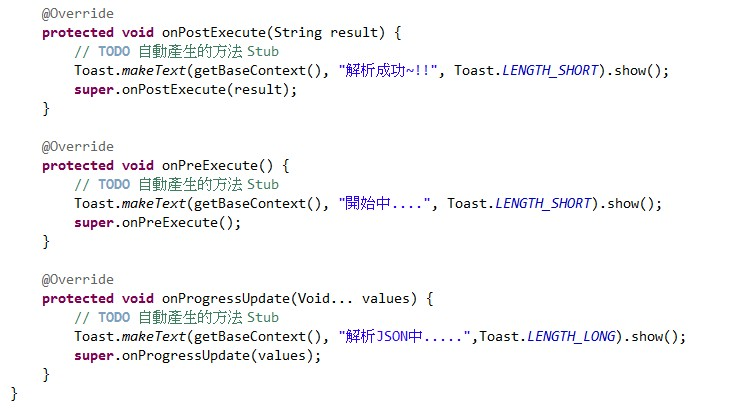 @Override
protected void onPostExecute(String result) {
// TODO 自動產生的方法 Stub
Toast.makeText(getBaseContext(), "解析成功~!!", Toast.LENGTH_SHORT).show();
super.onPostExecute(result);
}
@Override
protected void onPreExecute() {
// TODO 自動產生的方法 Stub
Toast.makeText(getBaseContext(), "開始中....", Toast.LENGTH_SHORT).show();
super.onPreExecute();
}
@Override
protected void onProgressUpdate(Void... values) {
// TODO 自動產生的方法 Stub
Toast.makeText(getBaseContext(), "解析JSON中.....",Toast.LENGTH_LONG).show();
super.onProgressUpdate(values);
}
}